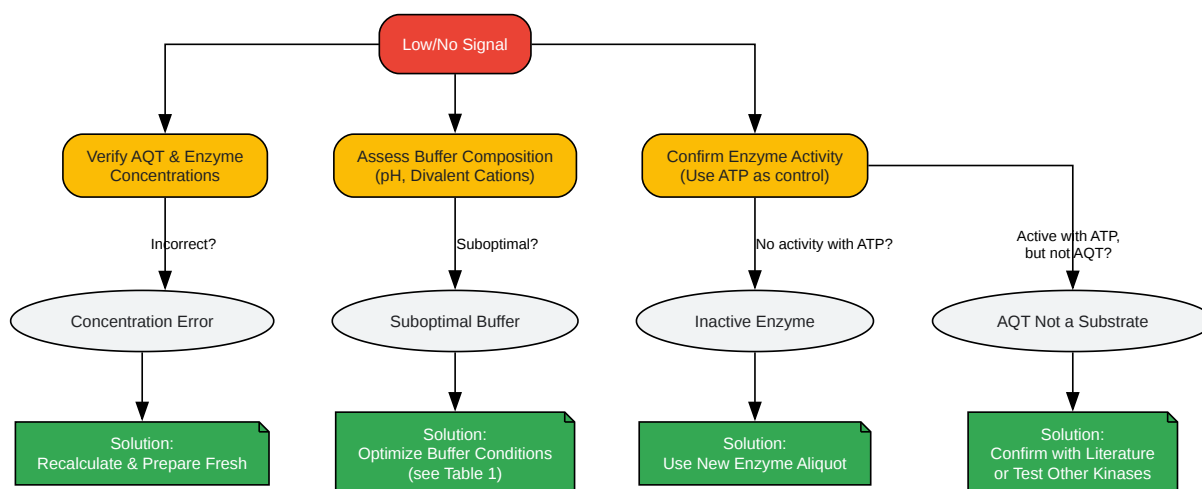 Low/No Signal
Verify AQT & Enzyme
Concentrations
Assess Buffer Composition
(pH, Divalent Cations)
Confirm Enzyme Activity
(Use ATP as control)
Incorrect?
Suboptimal?
No activity with ATP?
Active with ATP,
but not AQT?
Concentration Error
Suboptimal Buffer
Inactive Enzyme
AQT Not a Substrate
Solution:
Recalculate & Prepare Fresh
Solution:
Optimize Buffer Conditions
(see Table 1)
Solution:
Use New Enzyme Aliquot
Solution:
Confirm with Literature
or Test Other Kinases